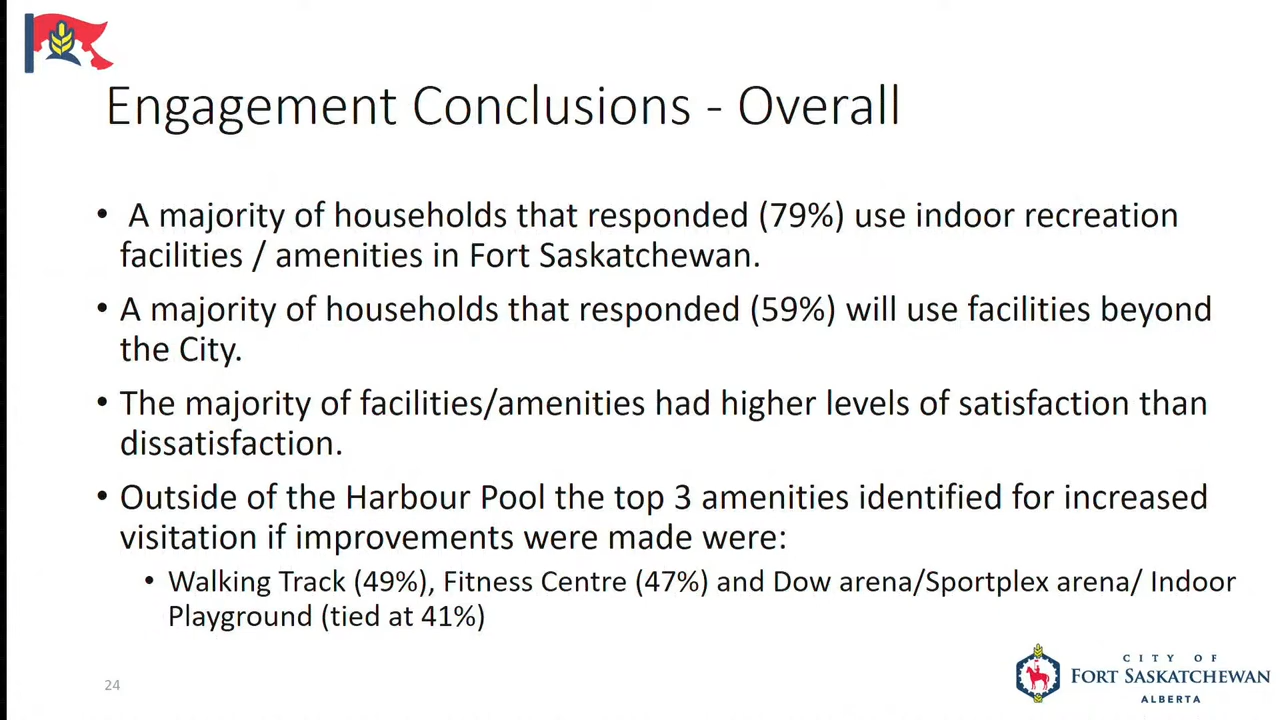 Engagement Conclusions - Overall
• A majority of households that responded (79%) use indoor recreation
facilities / amenities in Fort Saskatchewan.
• A majority of households that responded (59%) will use facilities beyond
the City.
• The majority of facilities/amenities had higher levels of satisfaction than
dissatisfaction.
• Outside of the Harbour Pool the top 3 amenities identified for increased
visitation if improvements were made were:
• Walking Track (49%), Fitness Centre (47%) and Dow arena/Sportplex arena/ Indoor
Playground (tied at 41%)
24
CITY OF
FORT SASKATCHEWAN
ALBERTA